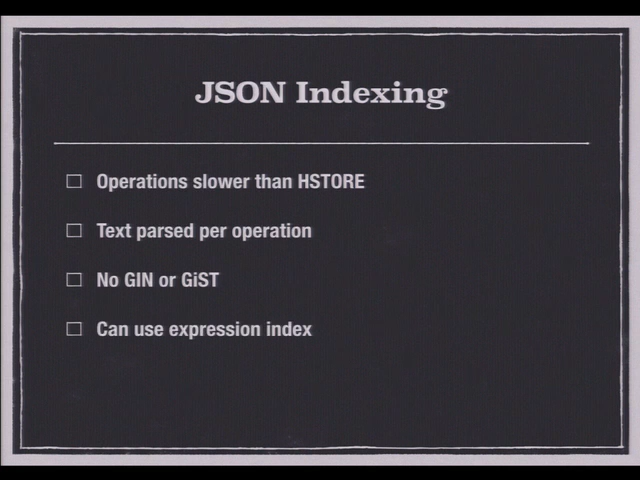 JSON Indexing
Operations slower than HSTORE
Text parsed per operation
No GIN or GiST
Can use expression index